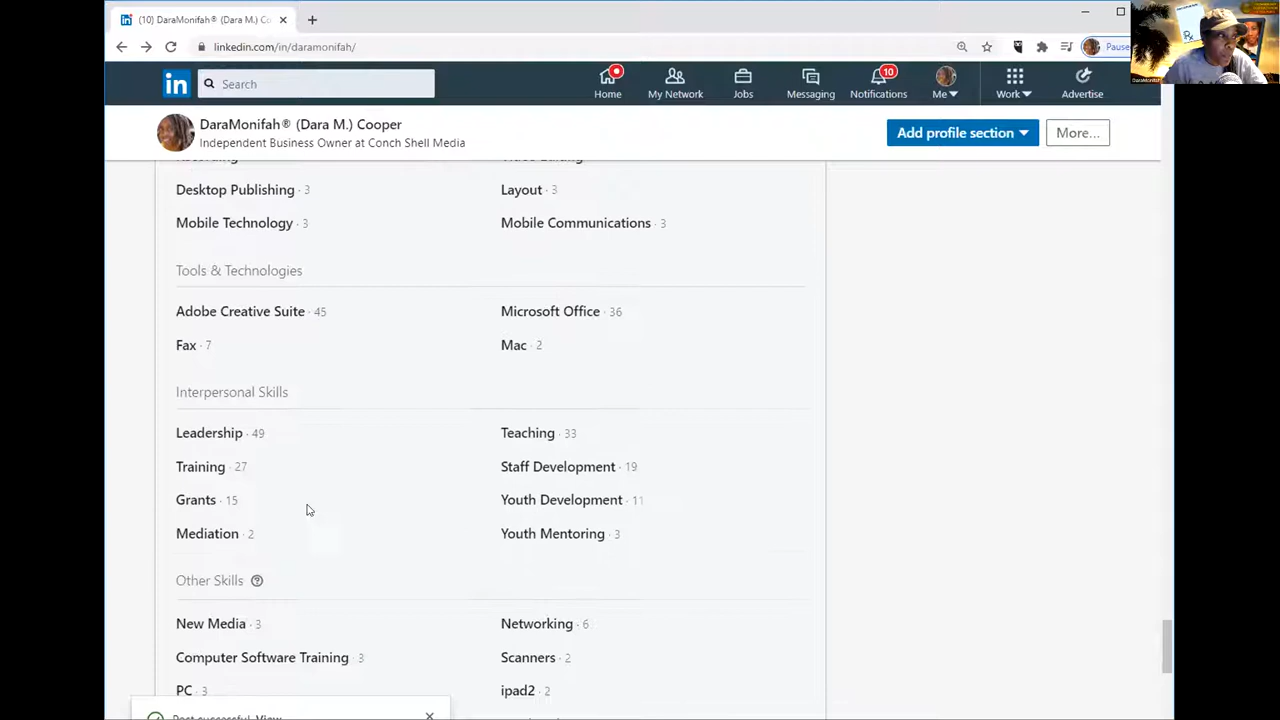 (10) DaraMonifah® (Dara M.) Co
linkedin.com/in/daramonifah/
Paused
in
Search
Home
My Network
Jobs
Messaging
10
Notifications
Me
Work
Advertise
DaraMonifah® (Dara M.) Cooper
Independent Business Owner at Conch Shell Media
Add profile section
More...
Desktop Publishing · 3
Layout · 3
Mobile Technology · 3
Mobile Communications · 3
Tools & Technologies
Adobe Creative Suite · 45
Microsoft Office · 36
Fax · 7
Mac · 2
Interpersonal Skills
Leadership · 49
Teaching · 33
Training · 27
Staff Development · 19
Grants · 15
Youth Development · 11
Mediation · 2
Youth Mentoring · 3
Other Skills
New Media · 3
Networking · 6
Computer Software Training · 3
Scanners · 2
PC · 3
ipad2 · 2
Post successful. View